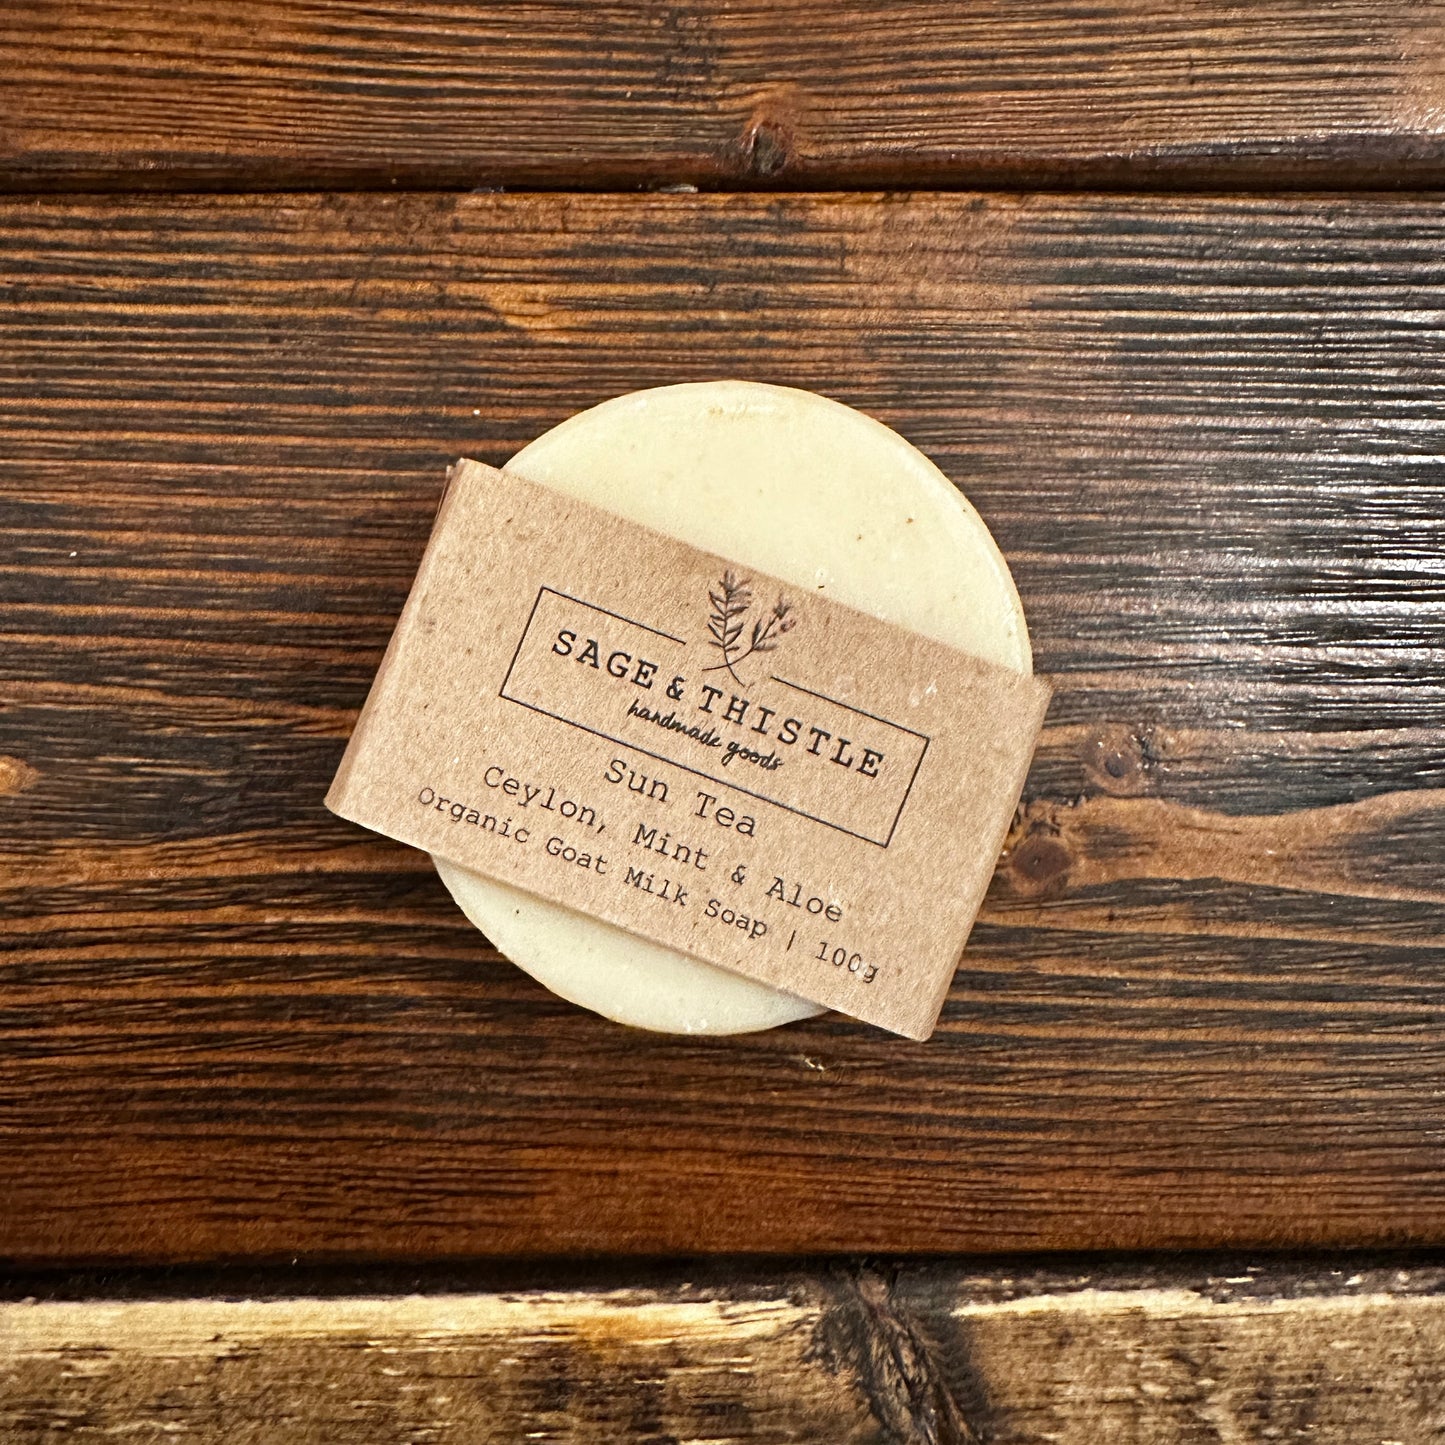 SAGE & THISTLE
handmade goods
Sun Tea
Ceylon, Mint & Aloe
Organic Goat Milk Soap | 100g